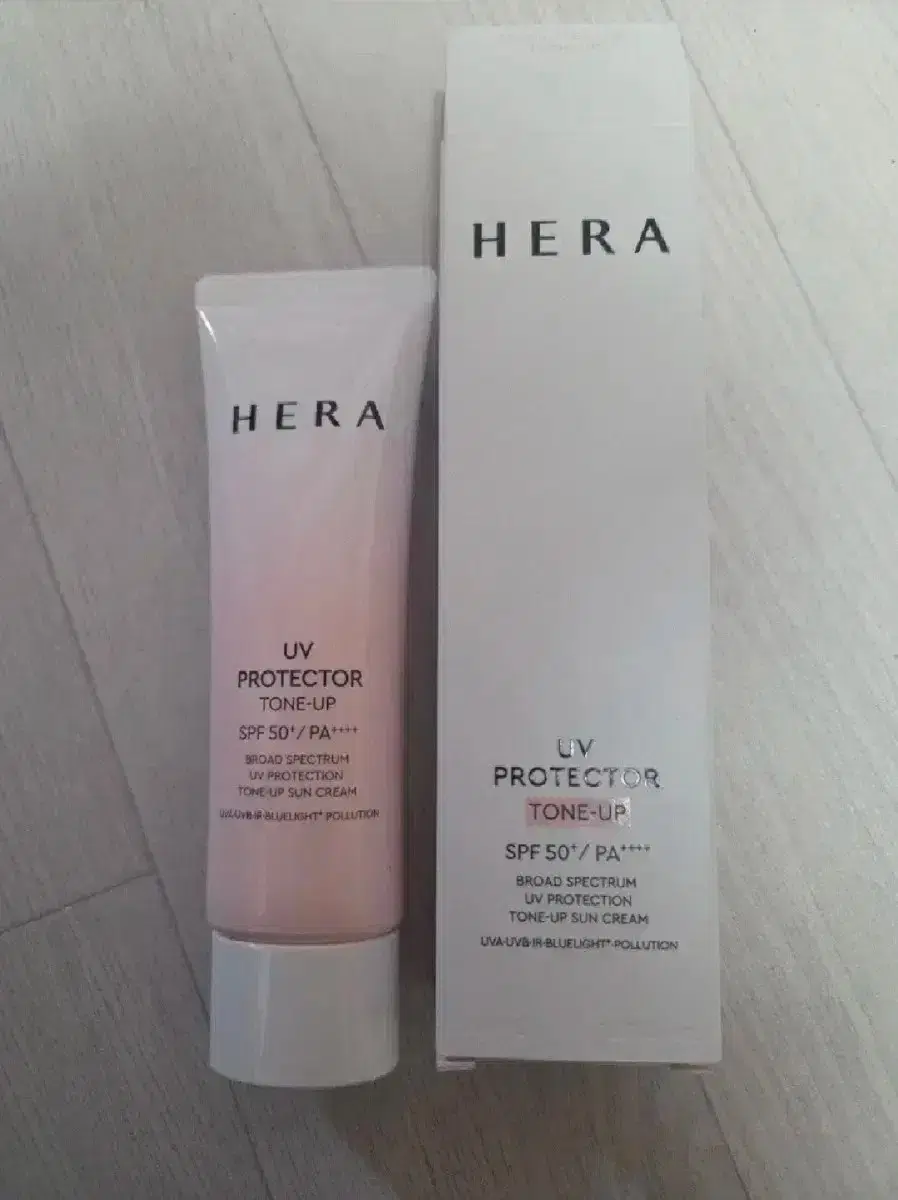 HERA
UV
PROTECTOR
TONE-UP
SPF 50+/ PA++++
BROAD SPECTRUM
UV PROTECTION
TONE-UP SUN CREAM
UVA·UVB·IR·BLUELIGHT*·POLLUTION
HERA
UV
PROTECTOR
TONE-UP
SPF 50+/ PA++++
BROAD SPECTRUM
UV PROTECTION
TONE-UP SUN CREAM
UVA·UVB·IR·BLUELIGHT*·POLLUTION